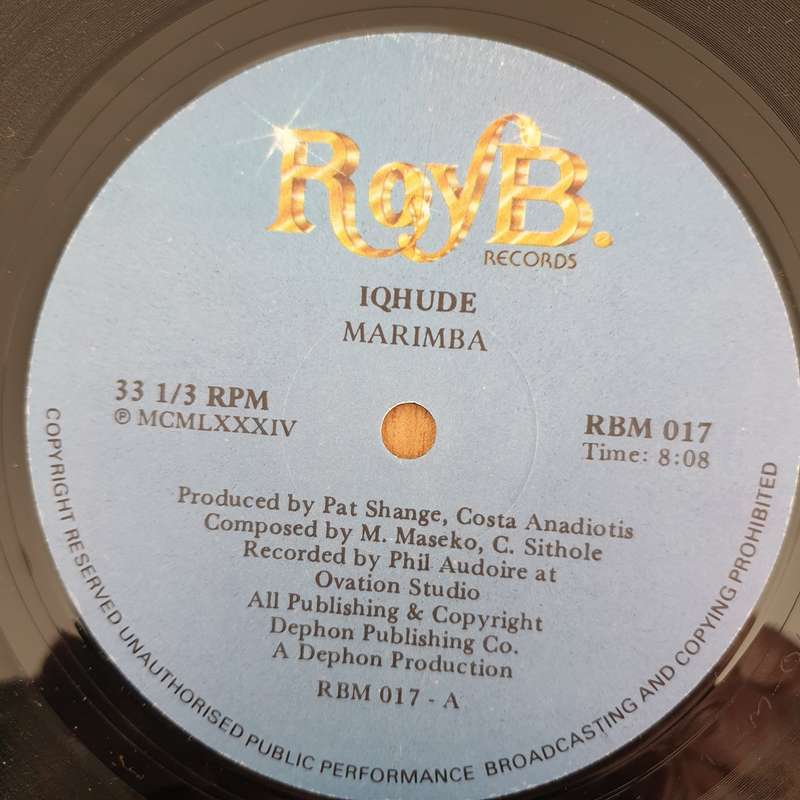 RoyB.
RECORDS
IQHUDE
MARIMBA
33 1/3 RPM
℗ MCMLXXXIV
RBM 017
Time: 8:08
Produced by Pat Shange, Costa Anadiotis
Composed by M. Maseko, C. Sithole
Recorded by Phil Audoire at
Ovation Studio
All Publishing & Copyright
Dephon Publishing Co.
A Dephon Production
RBM 017 - A
COPYRIGHT RESERVED UNAUTHORISED PUBLIC PERFORMANCE BROADCASTING AND COPYING PROHIBITED